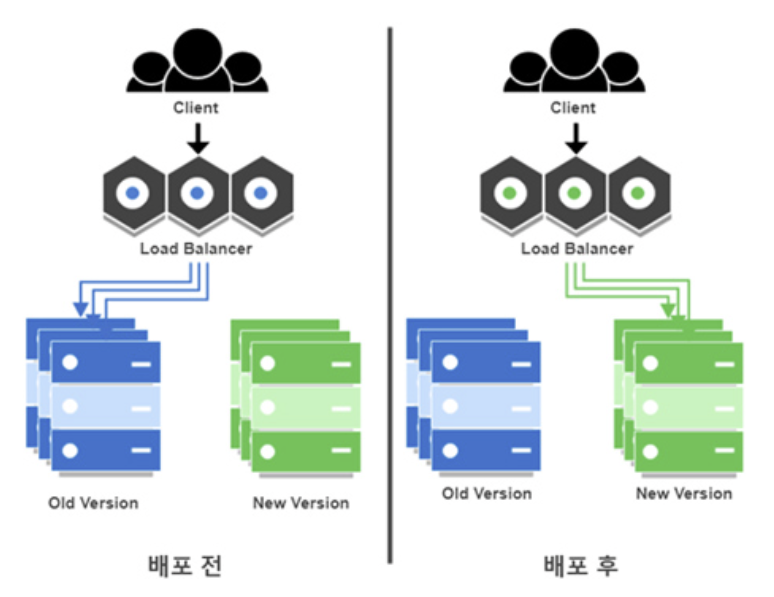 Client
Load Balancer
Old Version
New Version
배포 전
Client
Load Balancer
Old Version
New Version
배포 후